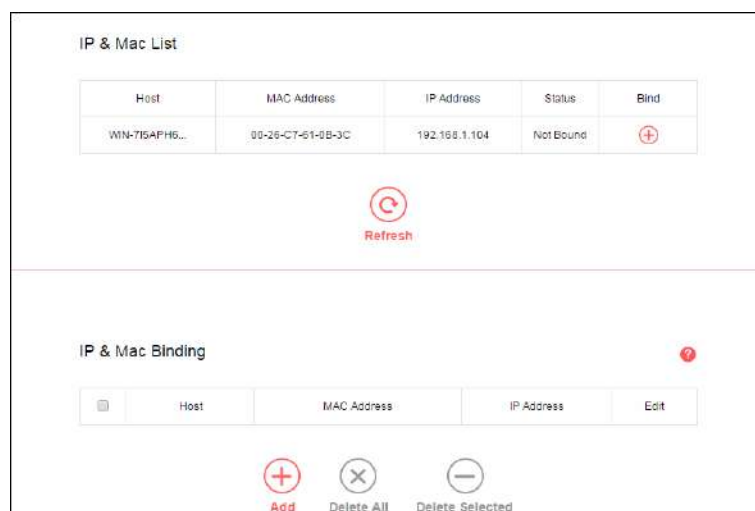 IP & Mac List
Host MAC Address IP Address Status Bind
WIN-7I5APH6... 00-26-C7-61-0B-3C 192.168.1.104 Not Bound
Refresh
IP & Mac Binding ?
Host MAC Address IP Address Edit
Add Delete All Delete Selected